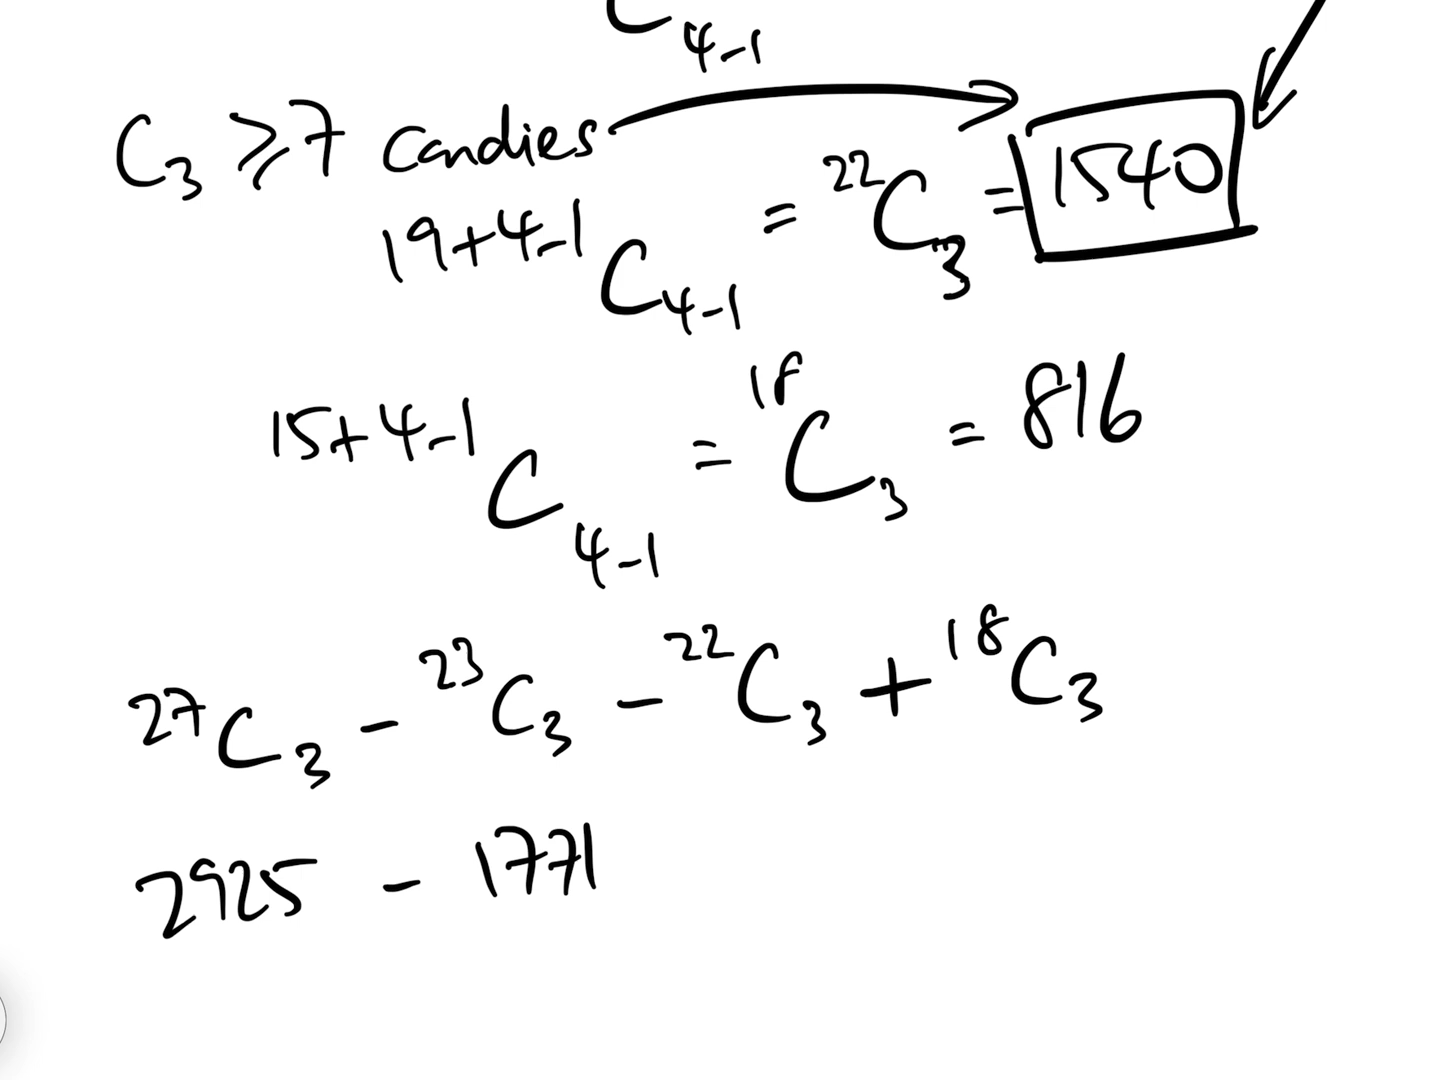 C₄₋₁
C₃ ≥ 7 candies
¹⁹⁺⁴⁻¹C₄₋₁ = ²²C₃ = 1540
¹⁵⁺⁴⁻¹C₄₋₁ = ¹⁸C₃ = 816
²⁷C₃ - ²³C₃ - ²²C₃ + ¹⁸C₃
2925 - 1771